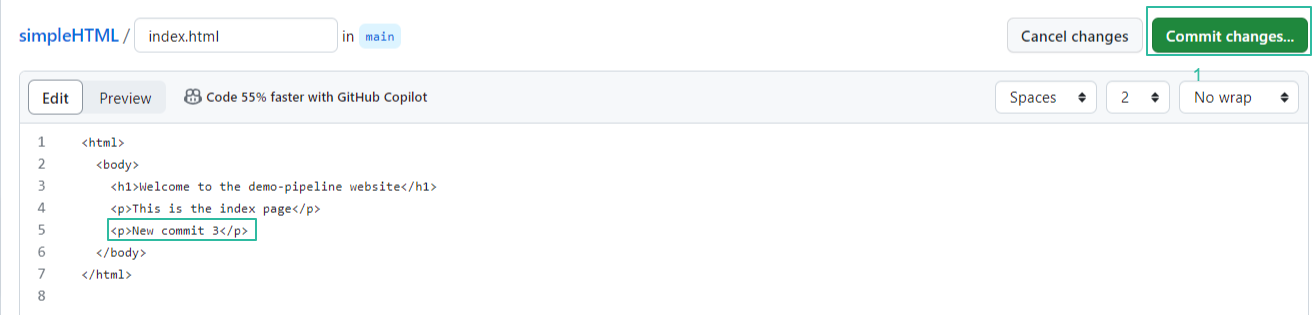 simpleHTML / index.html in main Cancel changes Commit changes...
1
Edit Preview Code 55% faster with GitHub Copilot Spaces 2 No wrap
1 <html>
2 <body>
3 <h1>Welcome to the demo-pipeline website</h1>
4 <p>This is the index page</p>
5 <p>New commit 3</p>
6 </body>
7 </html>
8